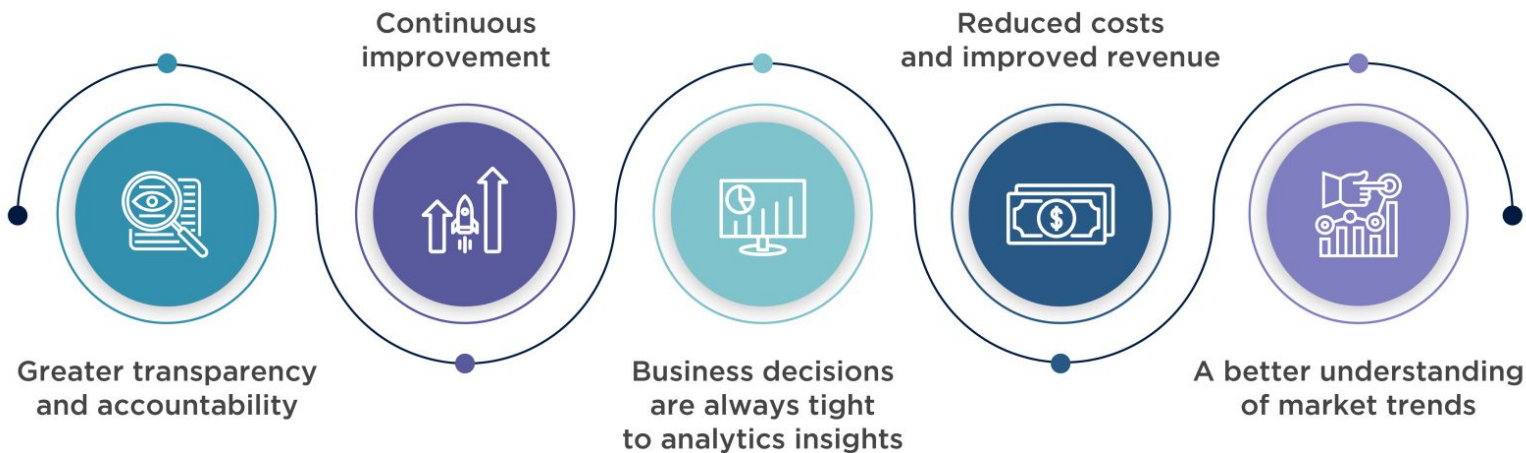 Greater transparency
and accountability
Continuous
improvement
Business decisions
are always tight
to analytics insights
Reduced costs
and improved revenue
A better understanding
of market trends